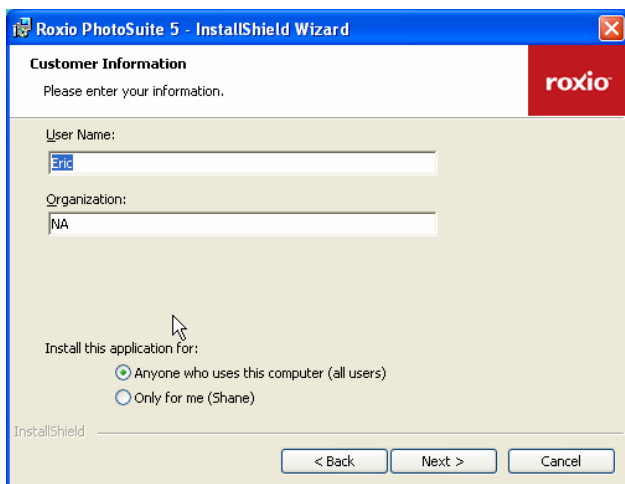 Roxio PhotoSuite 5 - InstallShield Wizard
Customer Information
Please enter your information.
roxio
User Name:
Eric
Organization:
NA
Install this application for:
Anyone who uses this computer (all users)
Only for me (Shane)
InstallShield
< Back Next > Cancel